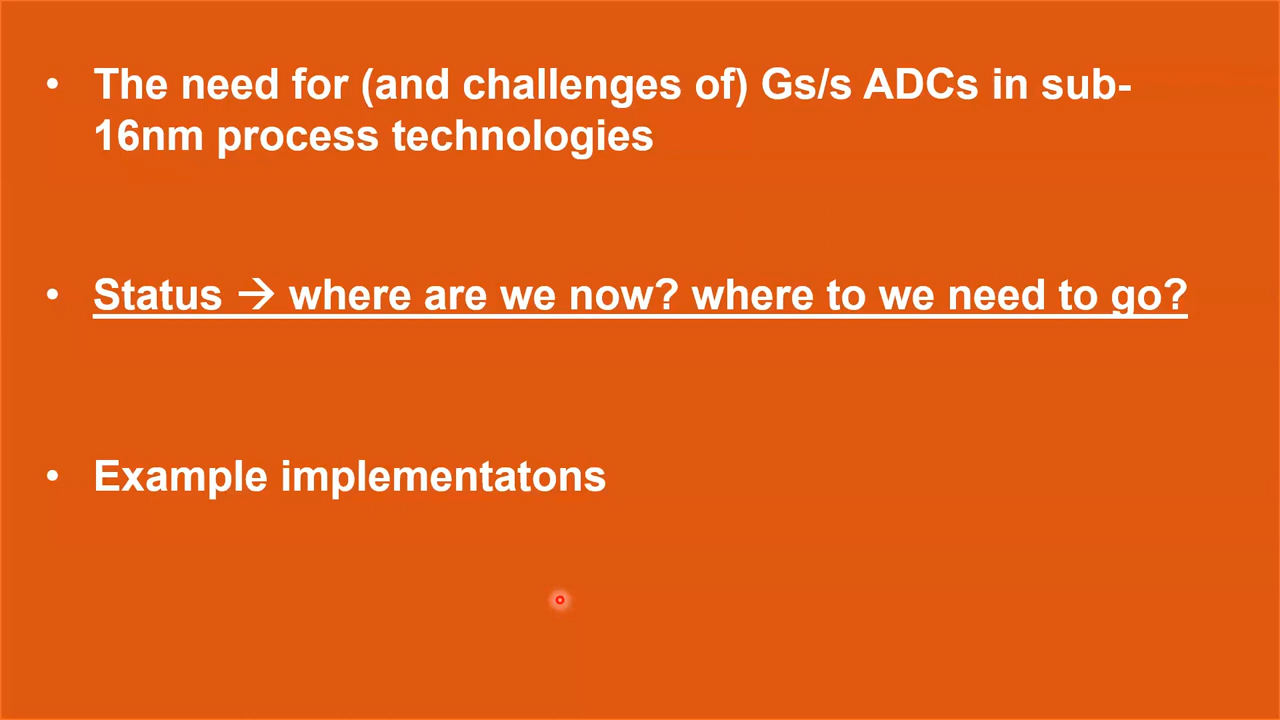 • The need for (and challenges of) Gs/s ADCs in sub-
16nm process technologies
• Status → where are we now? where to we need to go?
• Example implementatons